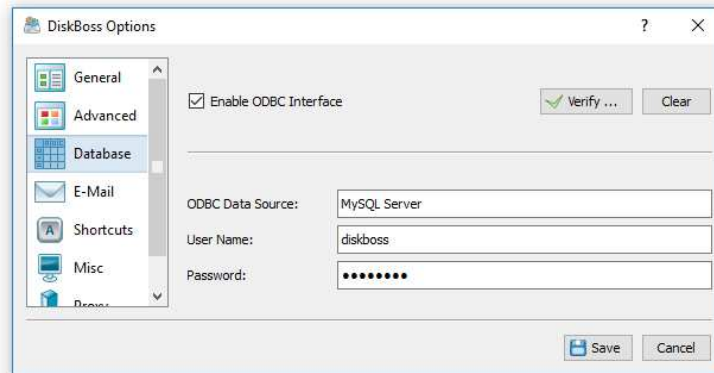 DiskBoss Options
?
General
Advanced
Database
E-Mail
A Shortcuts
Misc
Proxy
Enable ODBC Interface
Verify ...
Clear
ODBC Data Source: MySQL Server
User Name: diskboss
Password: ••••••••
Save
Cancel